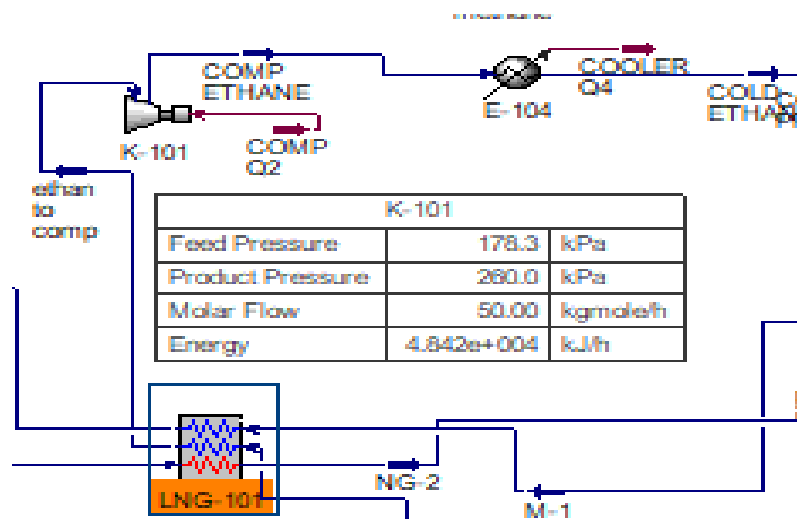 COMP
ETHANE
COOLER
Q4
E-104
COLD
K-101
COMP
Q2
ethan
to
comp
K-101
Feed Pressure 178.3 kPa
Product Pressure 260.0 kPa
Molar Flow 50.00 kgmole/h
Energy 4.842e+004 kJ/h
NG-2
LNG-101
M-1